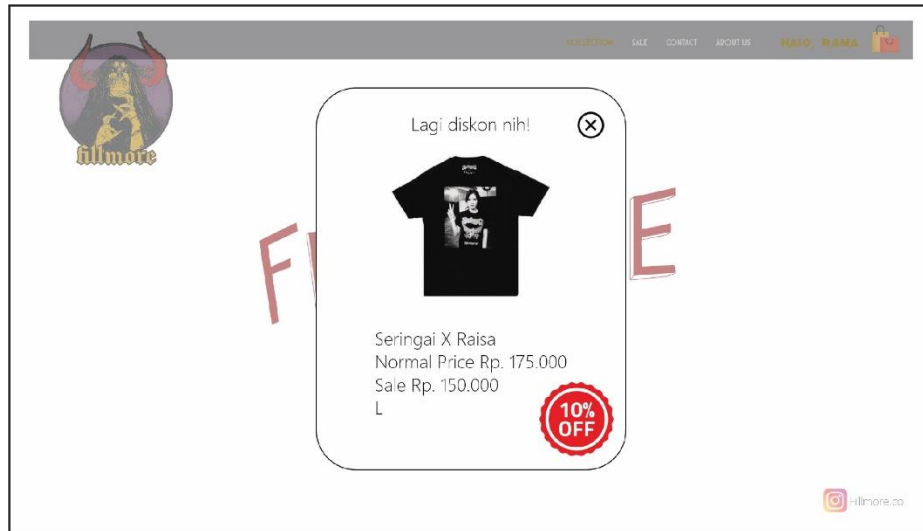 COLLECTION SALE CONTACT ABOUT US HALO, RAMA
fillmore
Lagi diskon nih!
F E
Seringai X Raisa
Normal Price Rp. 175.000
Sale Rp. 150.000
L
10%
OFF
Hillmore.co